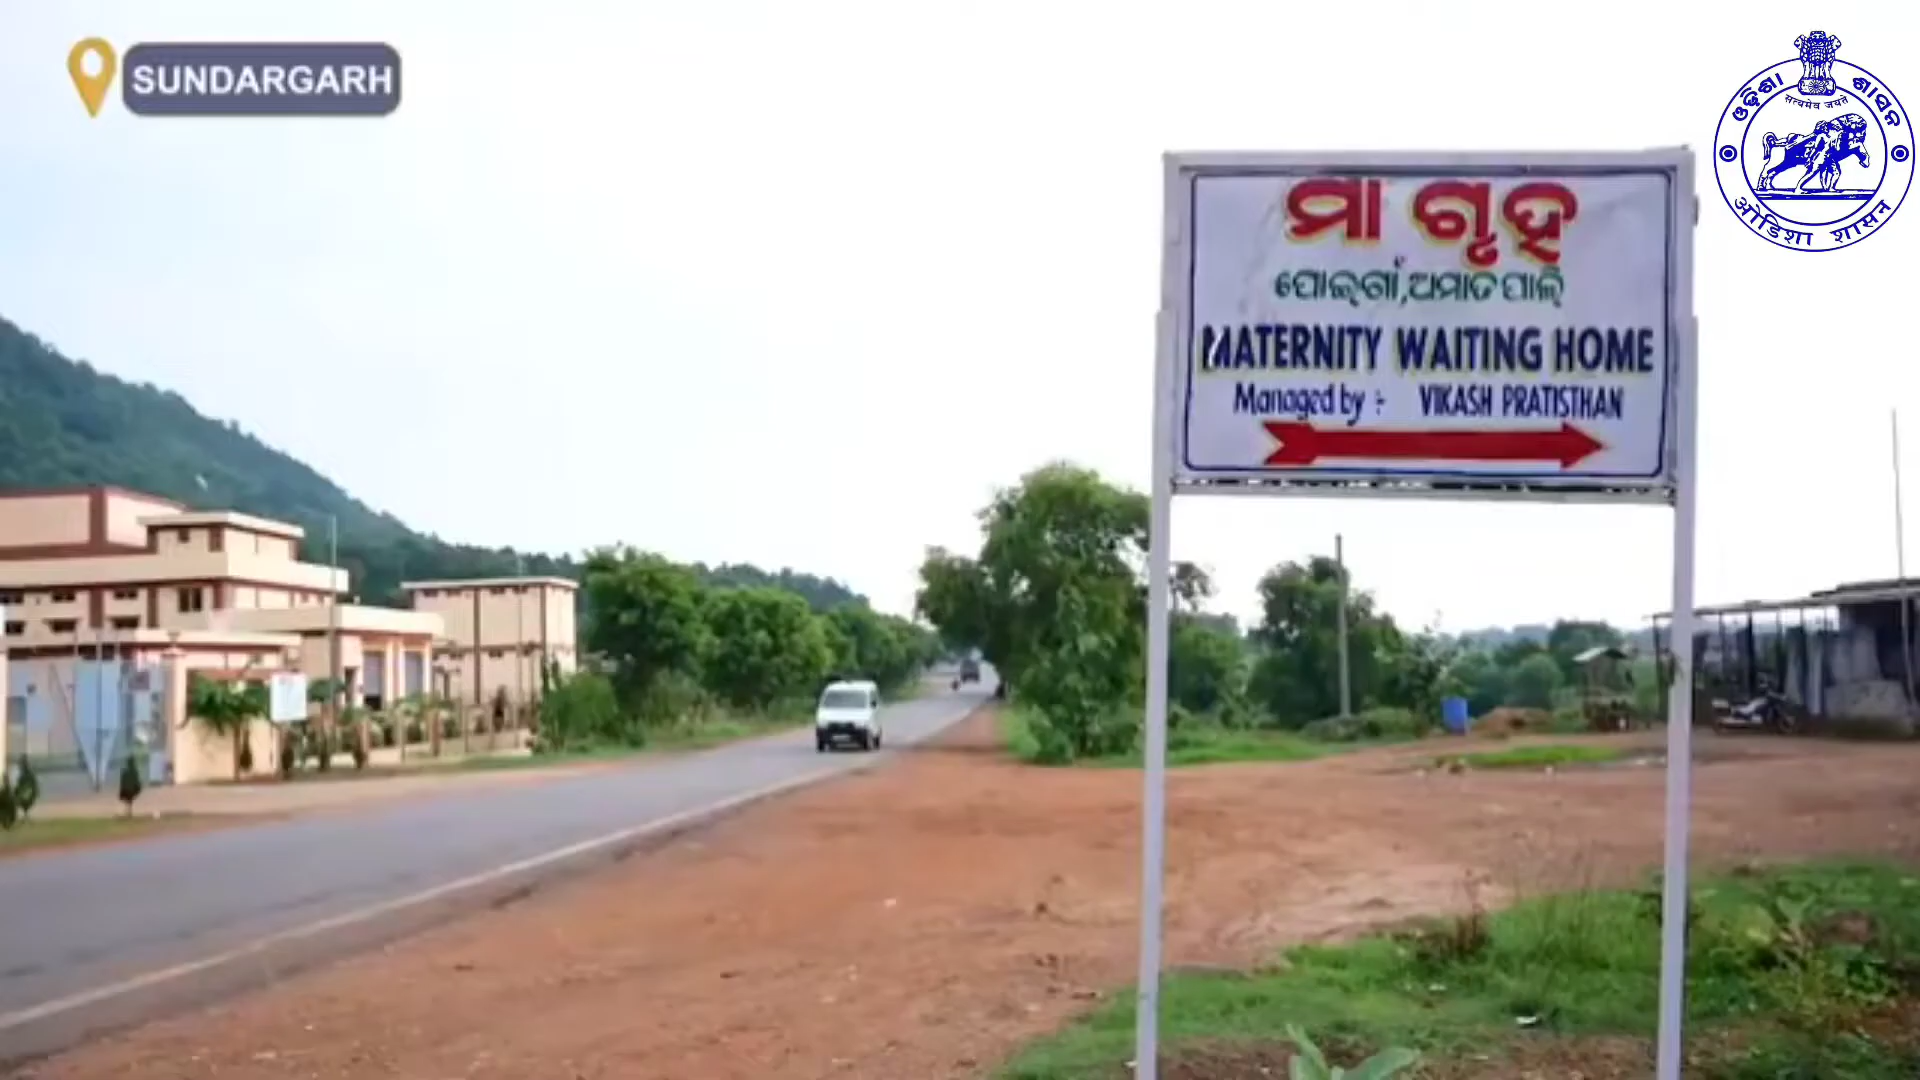 SUNDARGARH
ଓଡ଼ିଶା ଶାସନ
सत्यमेव जयते
ओडिशा शासन
ମା ଗୃହ
ପୋଇଗାଁ,ଅମାତପାଲି
MATERNITY WAITING HOME
Managed by :- VIKASH PRATISTHAN